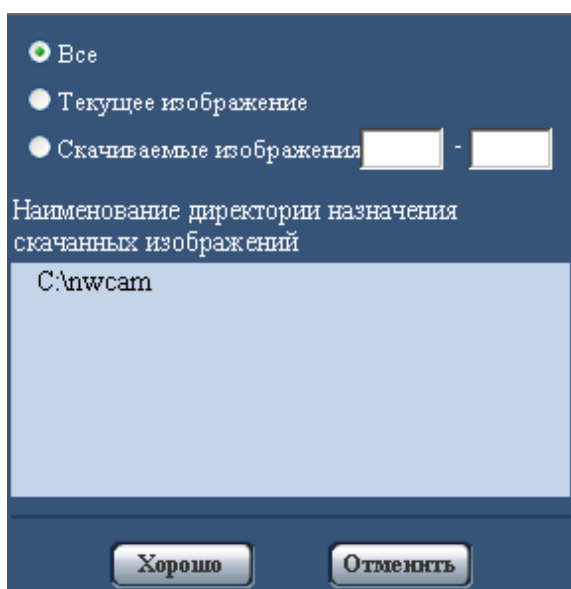 Все
Текущее изображение
Скачиваемые изображения -
Наименование директории назначения
скачанных изображений
C:\nwcam
Хорошо Отменить